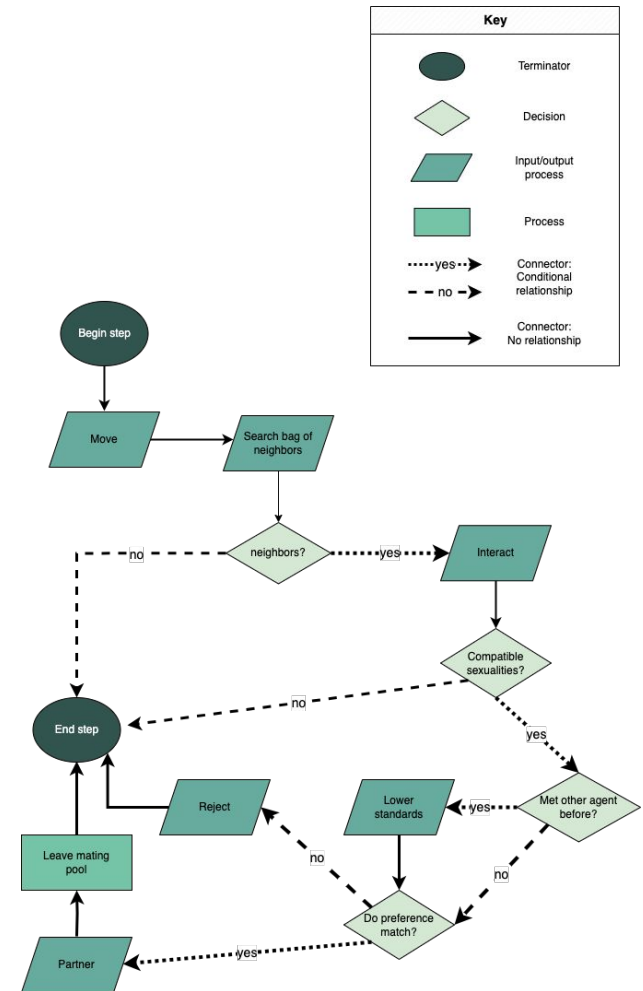 Key
Terminator
Decision
Input/output
process
Process
yes
no
Connector:
Conditional
relationship
Connector:
No relationship
Begin step
Move
Search bag of
neighbors
neighbors?
no
yes
Interact
Compatible
sexualities?
no
yes
End step
Met other agent
before?
yes
no
Lower
standards
Reject
no
Do preference
match?
yes
Leave mating
pool
Partner